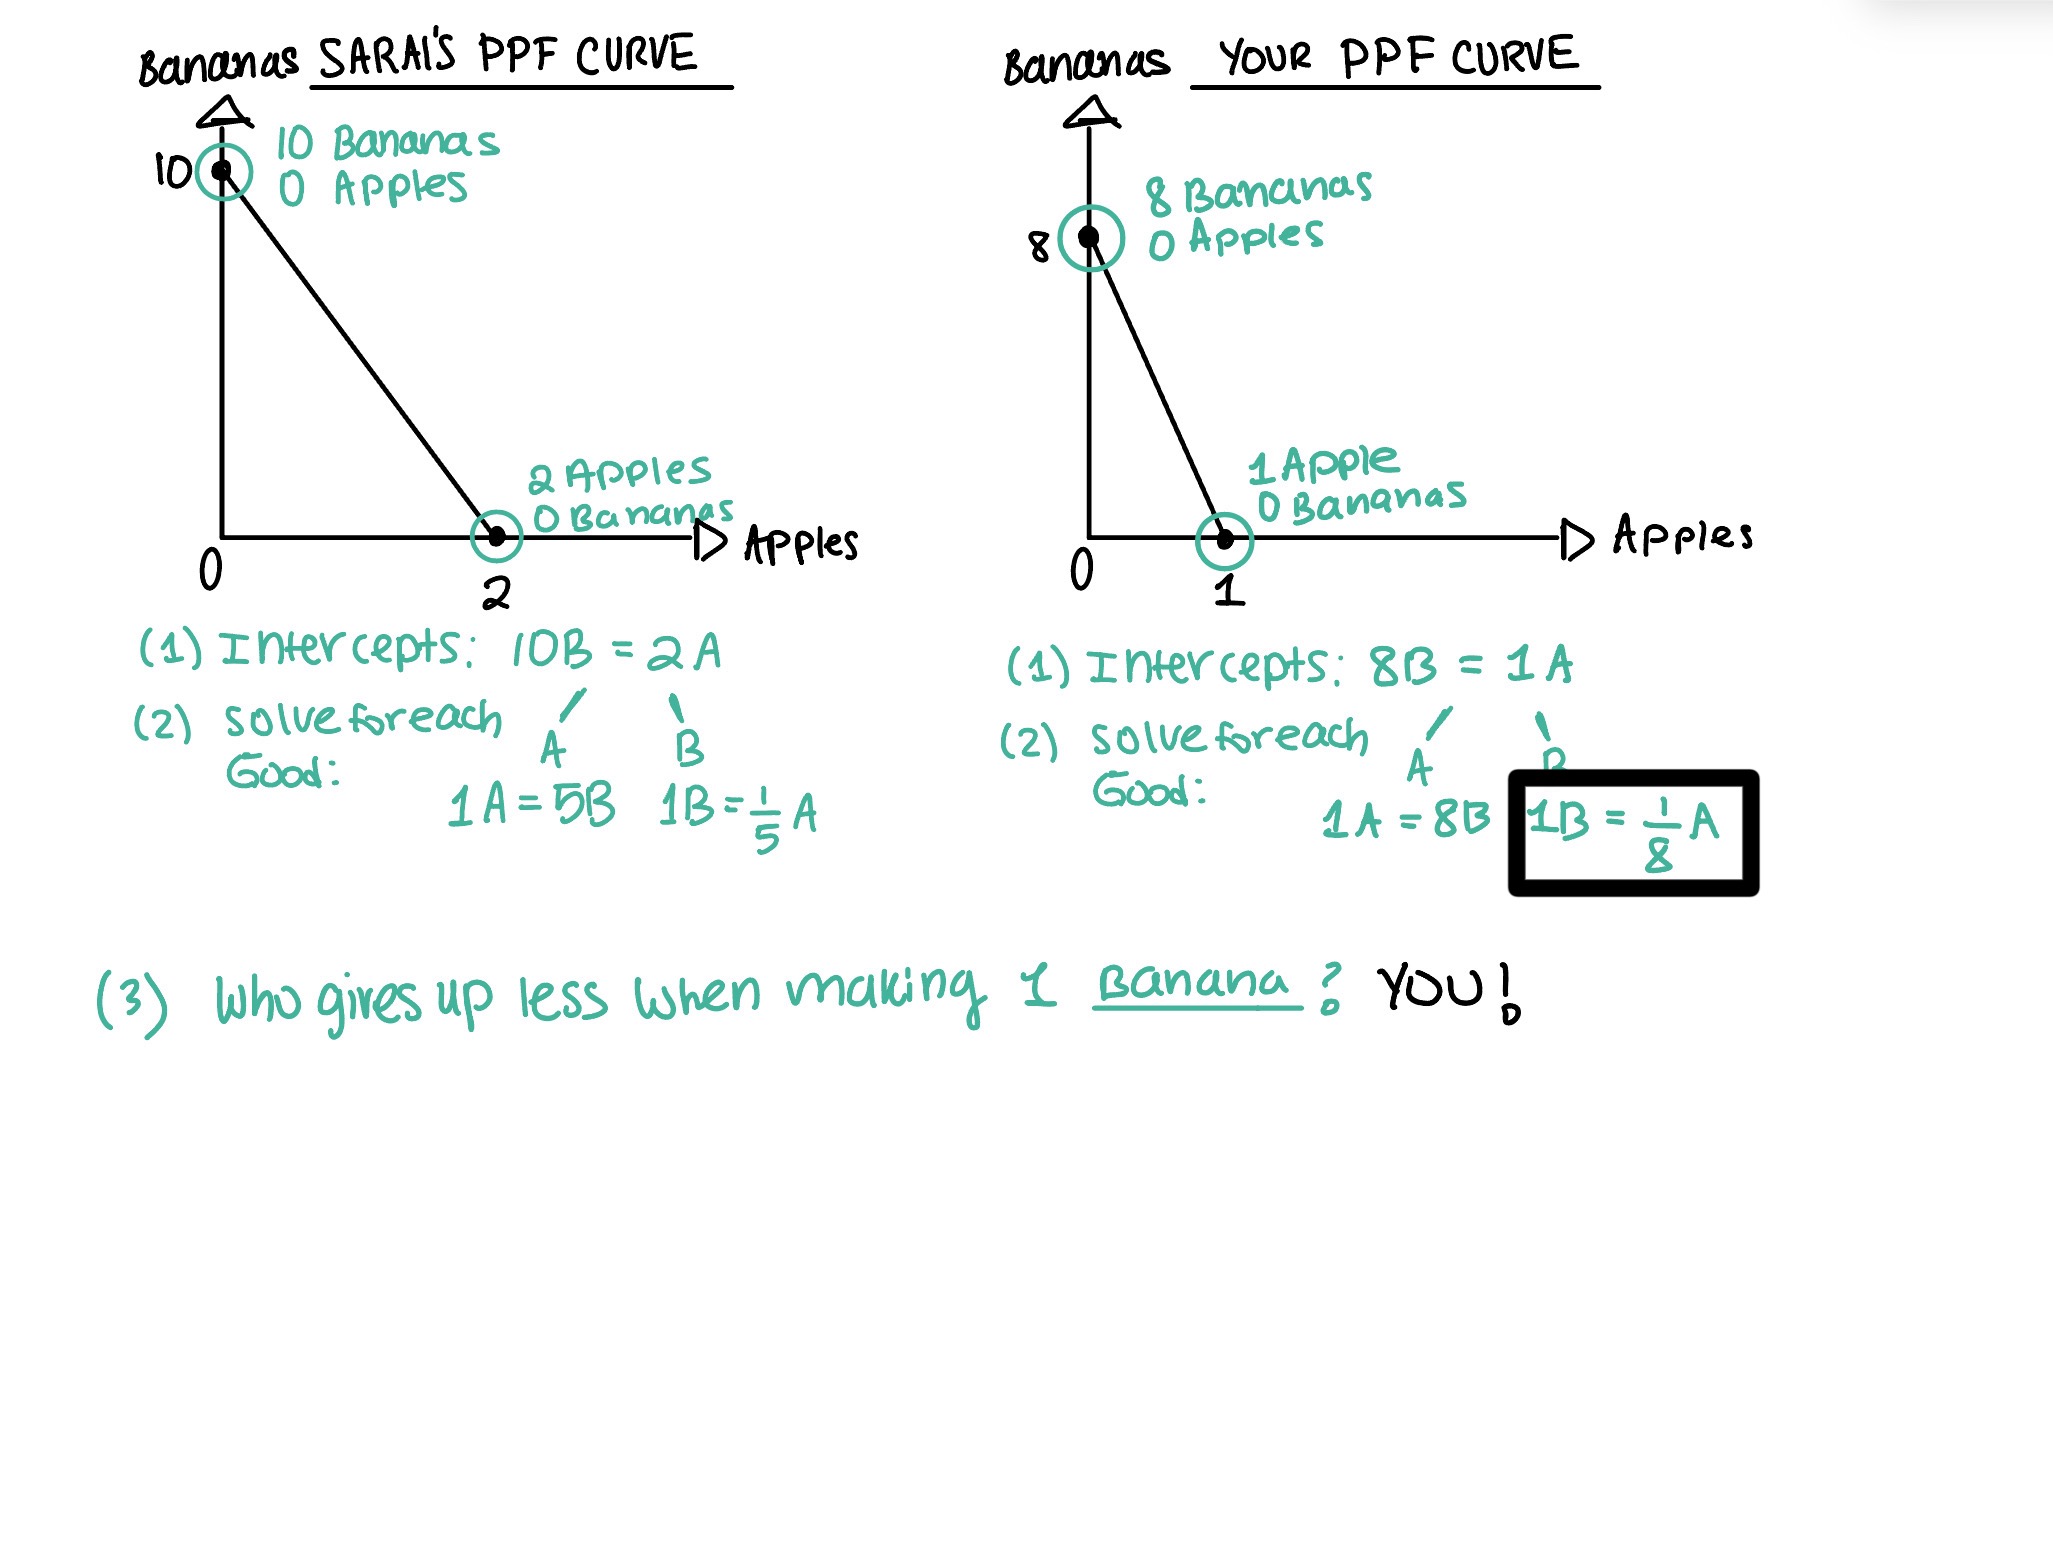 Bananas SARAI'S PPF CURVE
10 Bananas
10
0 Apples
2 Apples
0 Bananas
Apples
0
2
(1) Intercepts: 10B = 2A
(2) solve for each
Good:
A
B
1A = 5B
1B = 1/5 A
Bananas YOUR PPF CURVE
8 Bananas
8
0 Apples
1 Apple
0 Bananas
Apples
0
1
(1) Intercepts: 8B = 1A
(2) solve for each
Good:
A
B
1A = 8B
1B = 1/8 A
(3) Who gives up less when making 1 Banana? YOU!